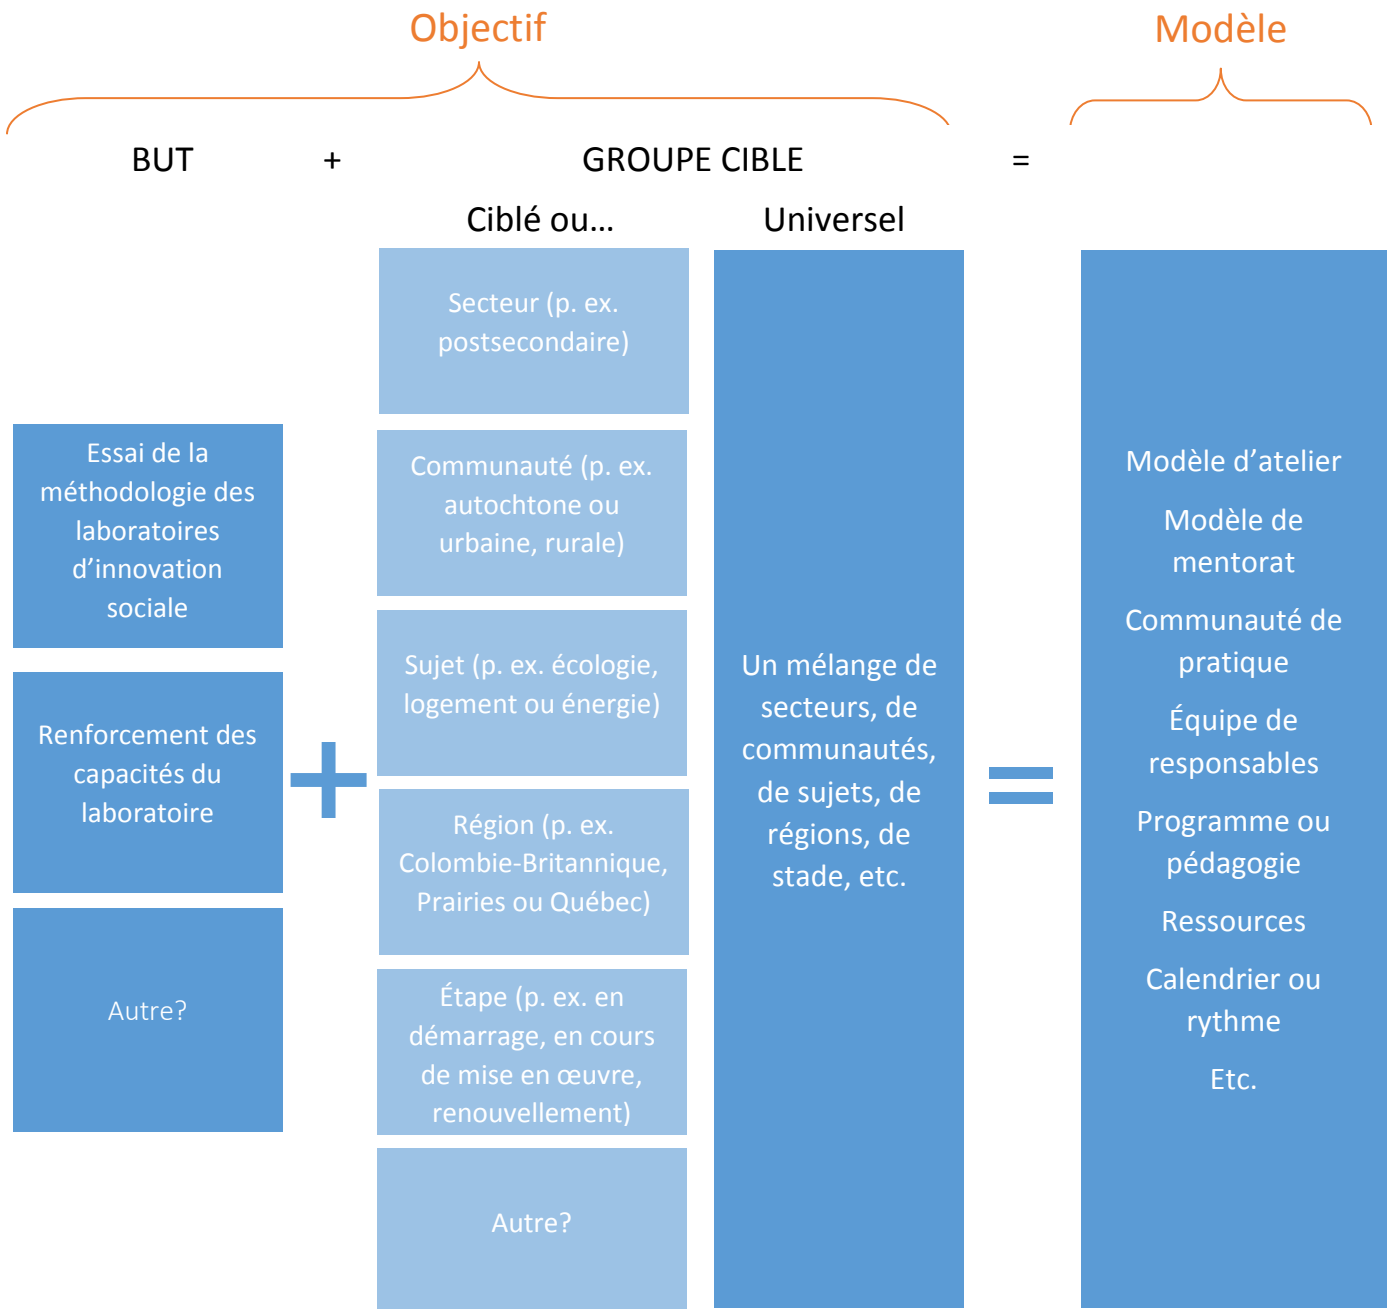 Objectif
Modèle
BUT + GROUPE CIBLE =
Ciblé ou…
Universel
Essai de la
méthodologie des
laboratoires
d’innovation
sociale
Renforcement des
capacités du
laboratoire
Autre?
+
Secteur (p. ex.
postsecondaire)
Communauté (p. ex.
autochtone ou
urbaine, rurale)
Sujet (p. ex. écologie,
logement ou énergie)
Région (p. ex.
Colombie-Britannique,
Prairies ou Québec)
Étape (p. ex. en
démarrage, en cours
de mise en œuvre,
renouvellement)
Autre?
Un mélange de
secteurs, de
communautés,
de sujets, de
régions, de
stade, etc.
=
Modèle d’atelier
Modèle de
mentorat
Communauté de
pratique
Équipe de
responsables
Programme ou
pédagogie
Ressources
Calendrier ou
rythme
Etc.